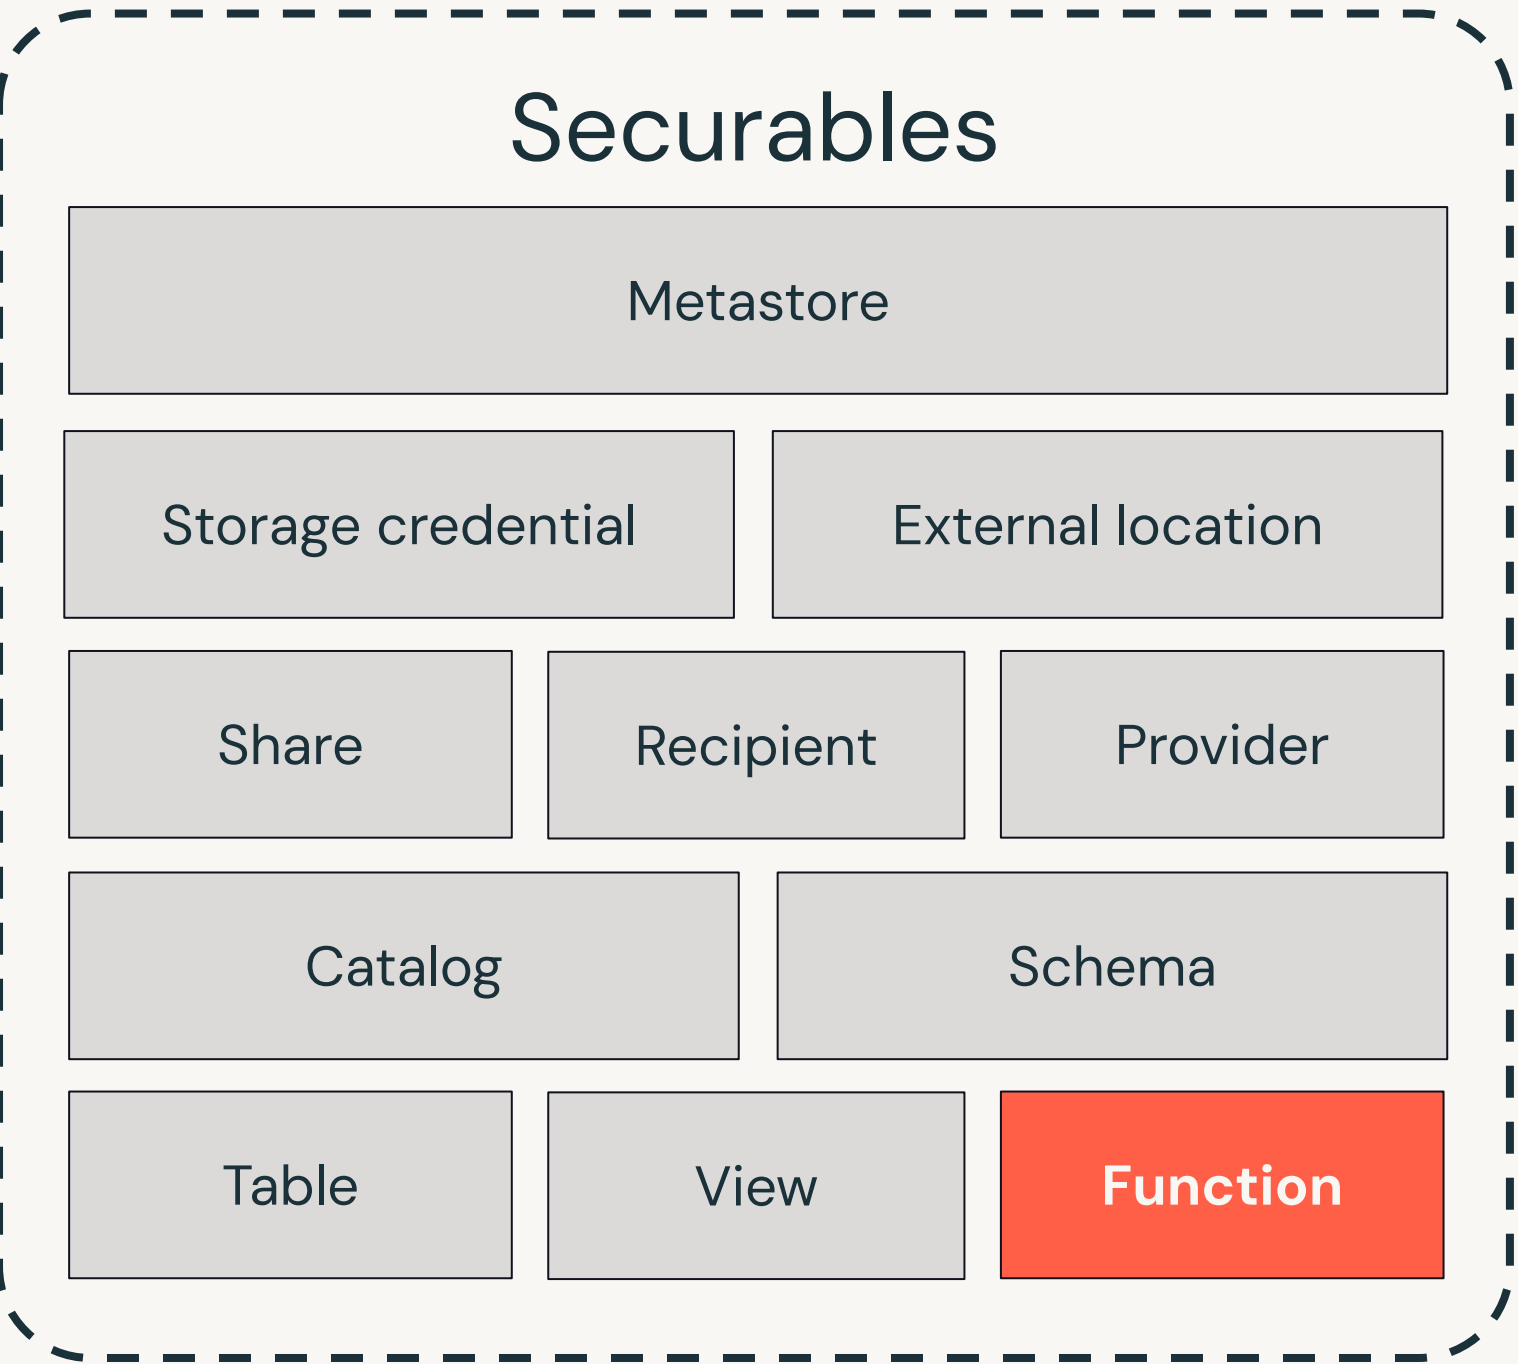 Securables
Metastore
Storage credential
External location
Share
Recipient
Provider
Catalog
Schema
Table
View
Function